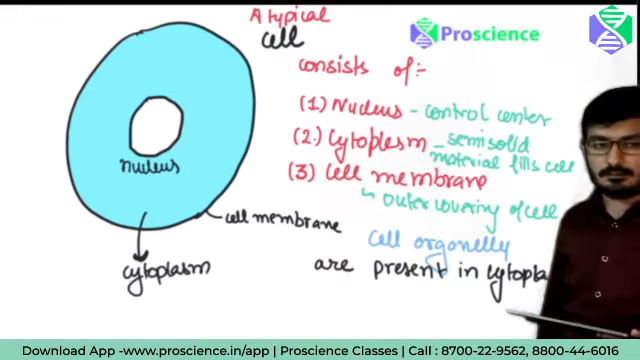 A typical
cell
Proscience
consists of:-
(1) Nucleus - control center
(2) Cytoplasm - semisolid
material fills cell
(3) Cell membrane
↳ outer covering of cell
Cell organelly
are present in cytopla
Nucleus
cell membrane
cytoplasm
Download App -www.proscience.in/app | Proscience Classes | Call : 8700-22-9562, 8800-44-6016